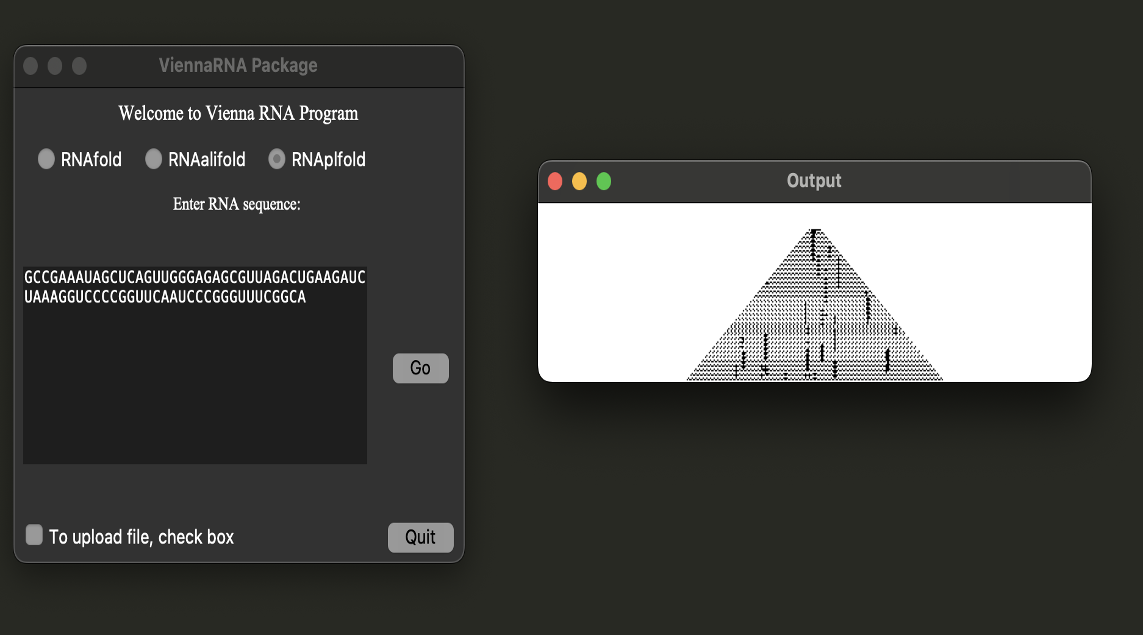 ViennaRNA Package
Welcome to Vienna RNA Program
RNAfold RNAalifold RNAplfold
Enter RNA sequence:
GCCGAAAUAGCUCAGUUGGGAGAGCGUUAGACUGAAGAUC
UAAAGGUCCCCGGUUCAAUCCCGGGUUUCGGCA
Go
To upload file, check box
Quit
Output